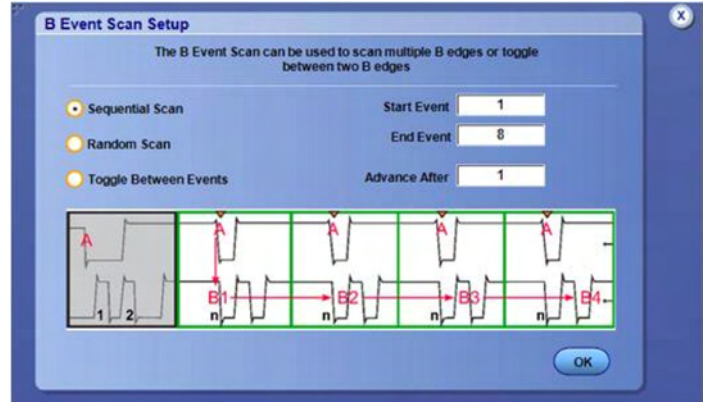 B Event Scan Setup
X
The B Event Scan can be used to scan multiple B edges or toggle
between two B edges
Sequential Scan
Start Event 1
End Event 8
Random Scan
Toggle Between Events
Advance After 1
A A A A A
B1 B2 B3 B4
1 2 n n n n
OK